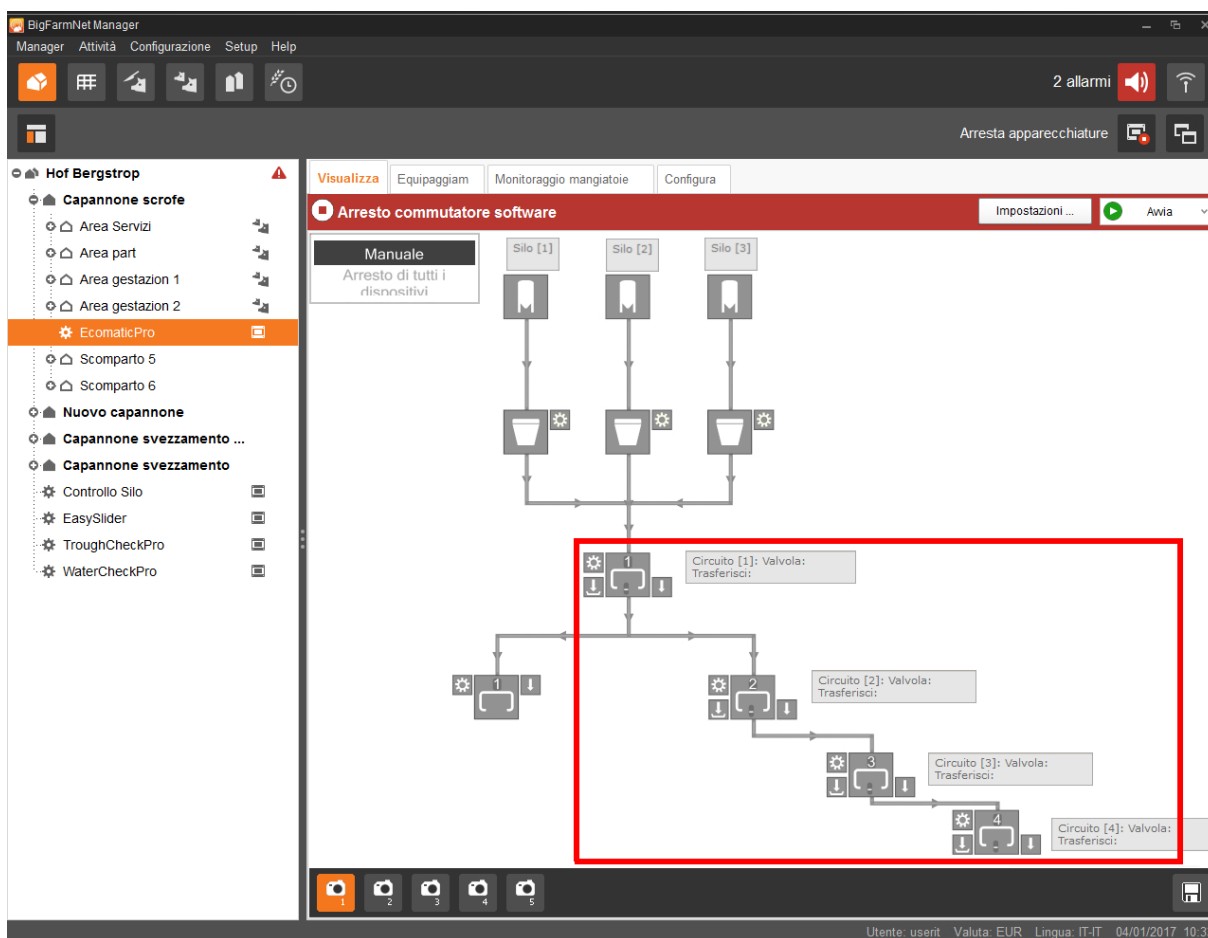 BigFarmNet Manager
Manager Attività Configurazione Setup Help
2 allarmi
Arresta apparecchiature
Hof Bergstrop
Capannone scrofe
Area Servizi
Area part
Area gestazion 1
Area gestazion 2
EcomaticPro
Scomparto 5
Scomparto 6
Nuovo capannone
Capannone svezzamento ...
Capannone svezzamento
Controllo Silo
EasySlider
TroughCheckPro
WaterCheckPro
Visualizza Equipaggiam Monitoraggio mangiatoie Configura
Arresto commutatore software Impostazioni ... Avvia
Manuale
Arresto di tutti i
dispositivi
Silo [1] Silo [2] Silo [3]
1 Circuito [1]: Valvola:
Trasferisci:
1
2 Circuito [2]: Valvola:
Trasferisci:
3 Circuito [3]: Valvola:
Trasferisci:
4 Circuito [4]: Valvola:
Trasferisci:
1 2 3 4 5
Utente: userit Valuta: EUR Lingua: IT-IT 04/01/2017 10:3